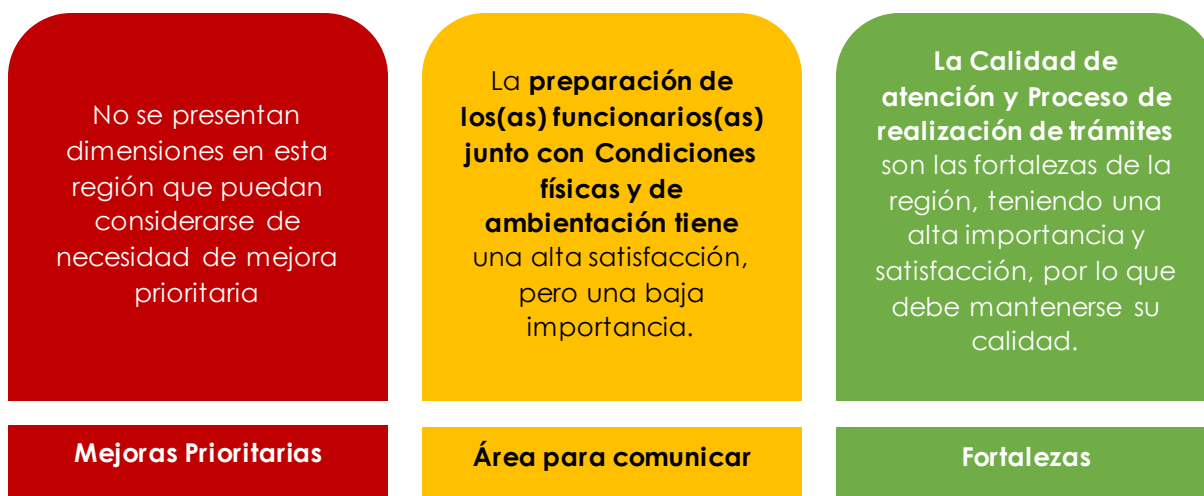 No se presentan
dimensiones en esta
región que puedan
considerarse de
necesidad de mejora
prioritaria
Mejoras Prioritarias
La preparación de
los(as) funcionarios(as)
junto con Condiciones
físicas y de
ambientación tiene
una alta satisfacción,
pero una baja
importancia.
Área para comunicar
La Calidad de
atención y Proceso de
realización de trámites
son las fortalezas de la
región, teniendo una
alta importancia y
satisfacción, por lo que
debe mantenerse su
calidad.
Fortalezas